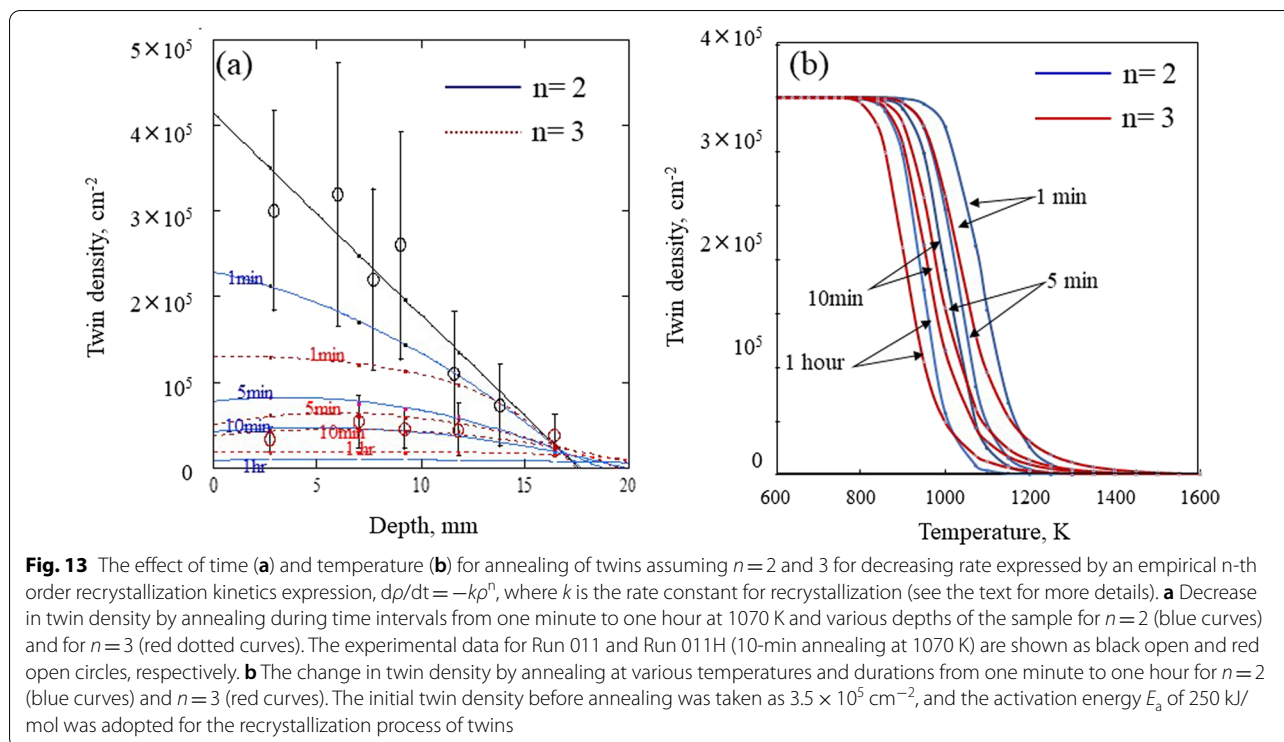 5×10⁵
4×10⁵
3×10⁵
2×10⁵
10⁵
0
Twin density, cm⁻²
(a)
n= 2
n= 3
1min
1min
5min
5min
10min
10min
1 hr
1hr
0
5
10
15
20
Depth, mm
4×10⁵
3×10⁵
2×10⁵
10⁵
0
Twin density, cm⁻²
(b)
n= 2
n= 3
1 min
10min
5 min
1 hour
600
800
1000
1200
1400
1600
Temperature, K
Fig. 13 The effect of time (a) and temperature (b) for annealing of twins assuming n = 2 and 3 for decreasing rate expressed by an empirical n-th
order recrystallization kinetics expression, dρ/dt = −kρⁿ, where k is the rate constant for recrystallization (see the text for more details). a Decrease
in twin density by annealing during time intervals from one minute to one hour at 1070 K and various depths of the sample for n = 2 (blue curves)
and for n = 3 (red dotted curves). The experimental data for Run 011 and Run 011H (10-min annealing at 1070 K) are shown as black open and red
open circles, respectively. b The change in twin density by annealing at various temperatures and durations from one minute to one hour for n = 2
(blue curves) and n = 3 (red curves). The initial twin density before annealing was taken as 3.5 × 10⁵ cm⁻², and the activation energy Eₐ of 250 kJ/
mol was adopted for the recrystallization process of twins